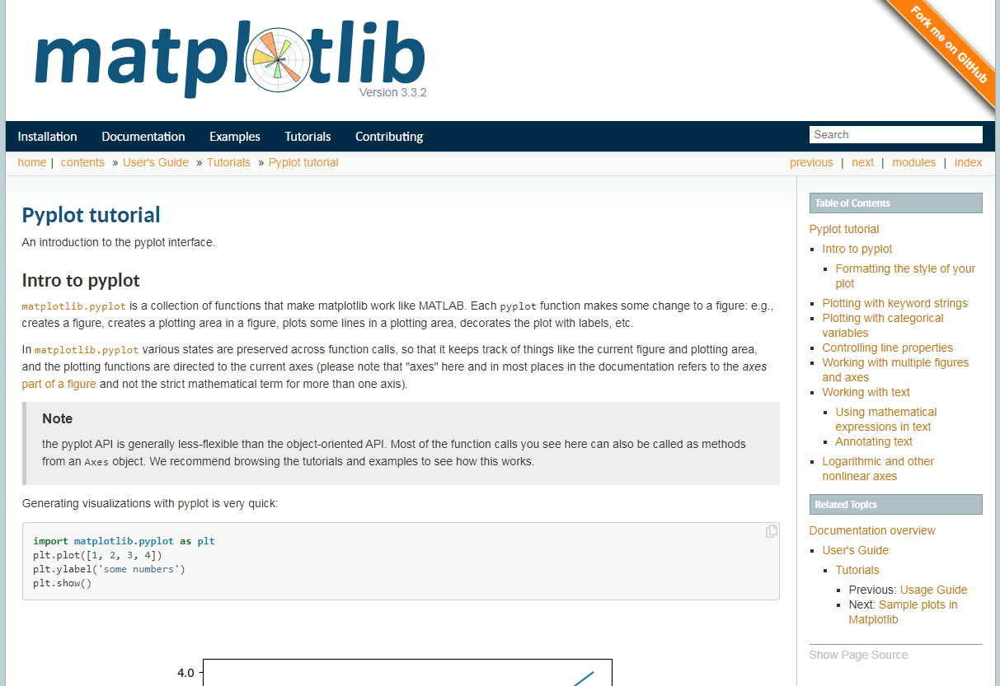 matplotlib
Version 3.3.2
Fork me on GitHub
Installation Documentation Examples Tutorials Contributing Search
home | contents » User's Guide » Tutorials » Pyplot tutorial previous | next | modules | index
Pyplot tutorial
An introduction to the pyplot interface.
Intro to pyplot
matplotlib.pyplot is a collection of functions that make matplotlib work like MATLAB. Each pyplot function makes some change to a figure: e.g.,
creates a figure, creates a plotting area in a figure, plots some lines in a plotting area, decorates the plot with labels, etc.
In matplotlib.pyplot various states are preserved across function calls, so that it keeps track of things like the current figure and plotting area,
and the plotting functions are directed to the current axes (please note that "axes" here and in most places in the documentation refers to the axes
part of a figure and not the strict mathematical term for more than one axis).
Note
the pyplot API is generally less-flexible than the object-oriented API. Most of the function calls you see here can also be called as methods
from an Axes object. We recommend browsing the tutorials and examples to see how this works.
Generating visualizations with pyplot is very quick:
import matplotlib.pyplot as plt
plt.plot([1, 2, 3, 4])
plt.ylabel('some numbers')
plt.show()
4.0
Table of Contents
Pyplot tutorial
Intro to pyplot
Formatting the style of your
plot
Plotting with keyword strings
Plotting with categorical
variables
Controlling line properties
Working with multiple figures
and axes
Working with text
Using mathematical
expressions in text
Annotating text
Logarithmic and other
nonlinear axes
Related Topics
Documentation overview
User's Guide
Tutorials
Previous: Usage Guide
Next: Sample plots in
Matplotlib
Show Page Source